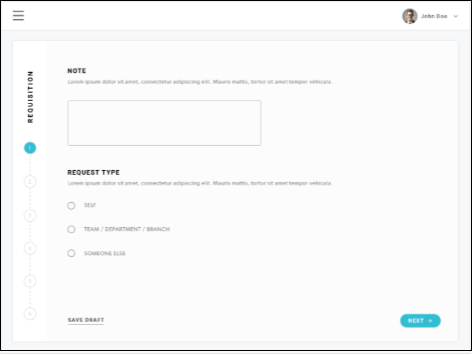 John Doe
REQUISITION
NOTE
Lorem ipsum dolor sit amet, consectetur adipiscing elit. Mauris mattis, tortor sit amet tempor vehicula.
1
2
3
4
5
6
REQUEST TYPE
Lorem ipsum dolor sit amet, consectetur adipiscing elit. Mauris mattis, tortor sit amet tempor vehicula.
SELF
TEAM / DEPARTMENT / BRANCH
SOMEONE ELSE
SAVE DRAFT
NEXT